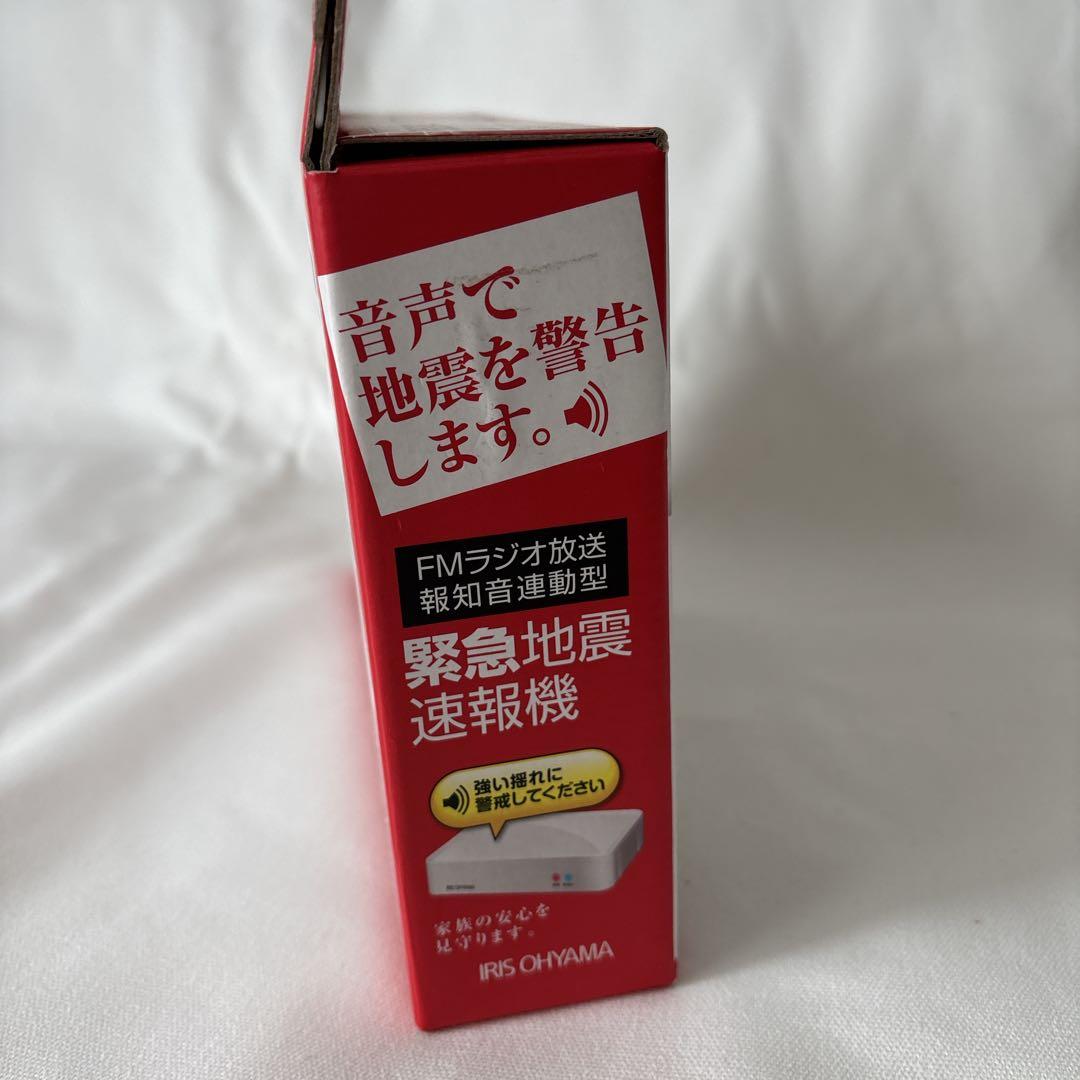 音声で
地震を警告
します。
FMラジオ放送
報知音連動型
緊急地震
速報機
強い揺れに
警戒してください
家族の安心を
見守ります。
IRIS OHYAMA